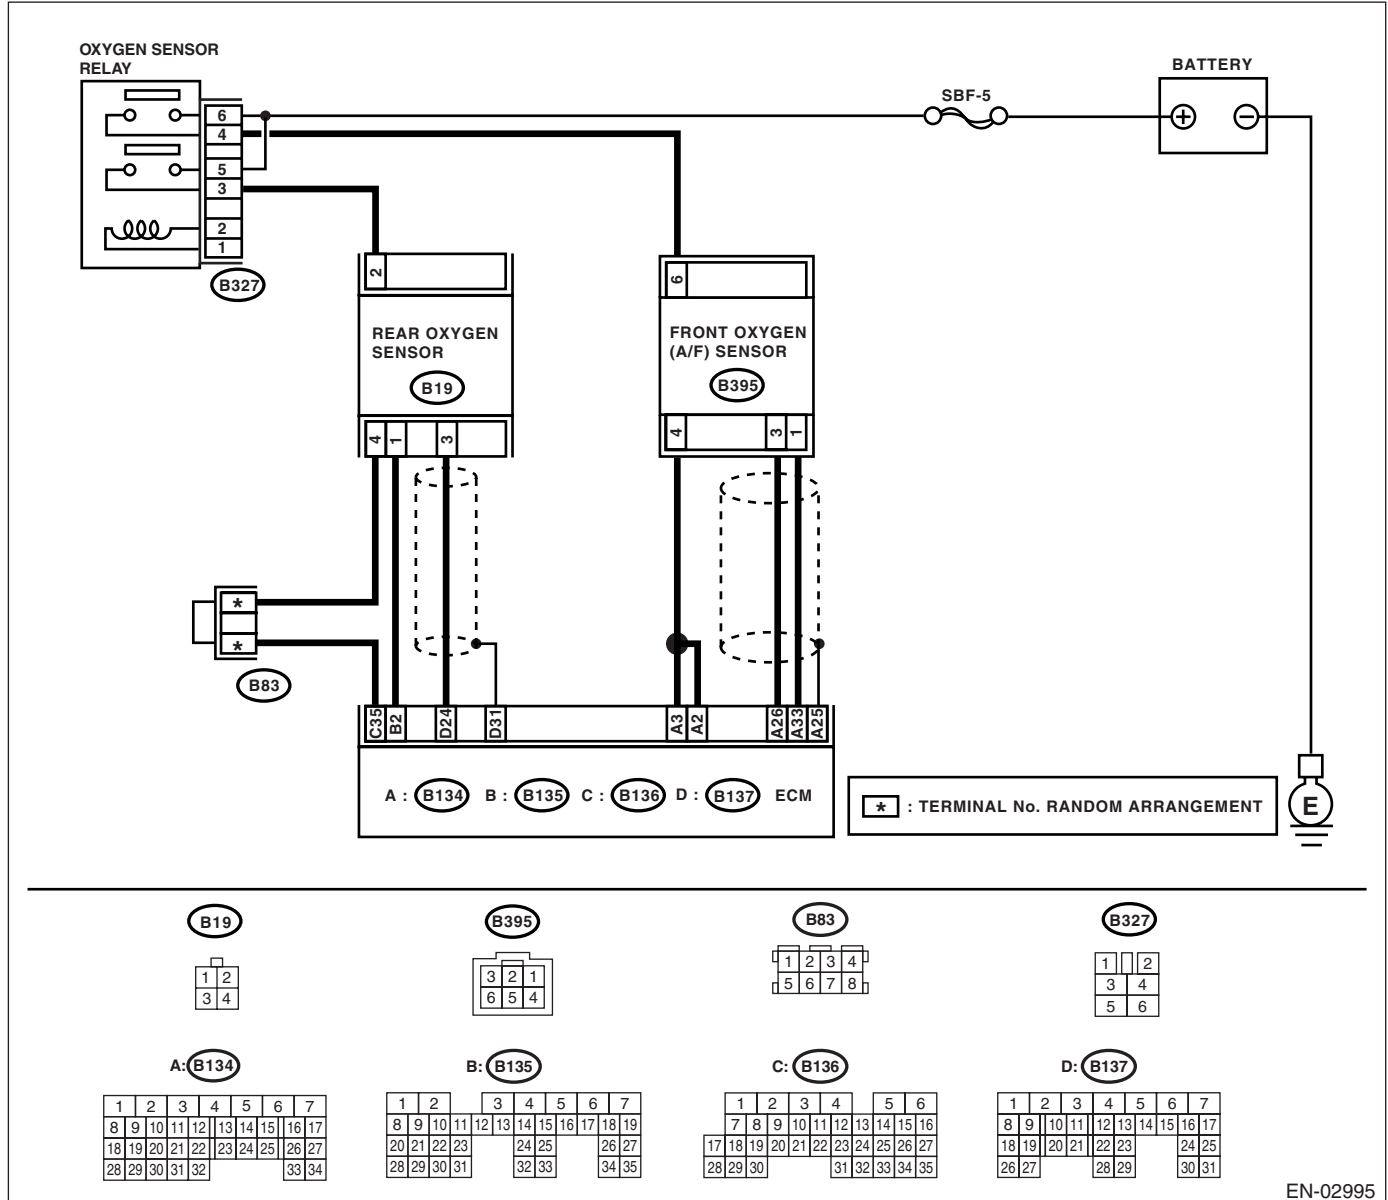 OXYGEN SENSOR
RELAY
BATTERY
SBF-5
+ −
6
4
5
3
2
1
B327
2
REAR OXYGEN
SENSOR
B19
4 1 3
6
FRONT OXYGEN
(A/F) SENSOR
B395
4 3 1
*
*
B83
C35 B2 D24 D31 A3 A2 A26 A33 A25
A : B134 B : B135 C : B136 D : B137 ECM
* : TERMINAL No. RANDOM ARRANGEMENT
E
B19
1 2
3 4
B395
3 2 1
6 5 4
B83
1 2 3 4
5 6 7 8
B327
1 2
3 4
5 6
A: B134
1 2 3 4 5 6 7
8 9 10 11 12 13 14 15 16 17
18 19 20 21 22 23 24 25 26 27
28 29 30 31 32 33 34
B: B135
1 2 3 4 5 6 7
8 9 10 11 12 13 14 15 16 17 18 19
20 21 22 23 24 25 26 27
28 29 30 31 32 33 34 35
C: B136
1 2 3 4 5 6
7 8 9 10 11 12 13 14 15 16
17 18 19 20 21 22 23 24 25 26 27
28 29 30 31 32 33 34 35
D: B137
1 2 3 4 5 6 7
8 9 10 11 12 13 14 15 16 17
18 19 20 21 22 23 24 25
26 27 28 29 30 31
EN-02995